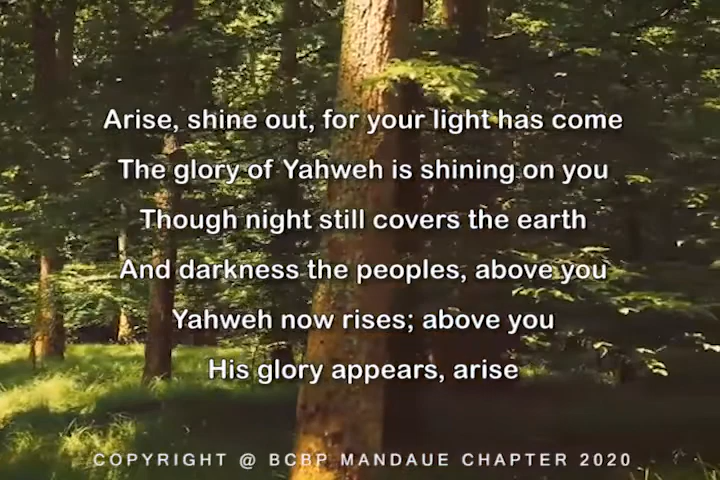 Arise, shine out, for your light has come
The glory of Yahweh is shining on you
Though night still covers the earth
And darkness the peoples, above you
Yahweh now rises; above you
His glory appears, arise
COPYRIGHT @ BCBP MANDAUE CHAPTER 2020